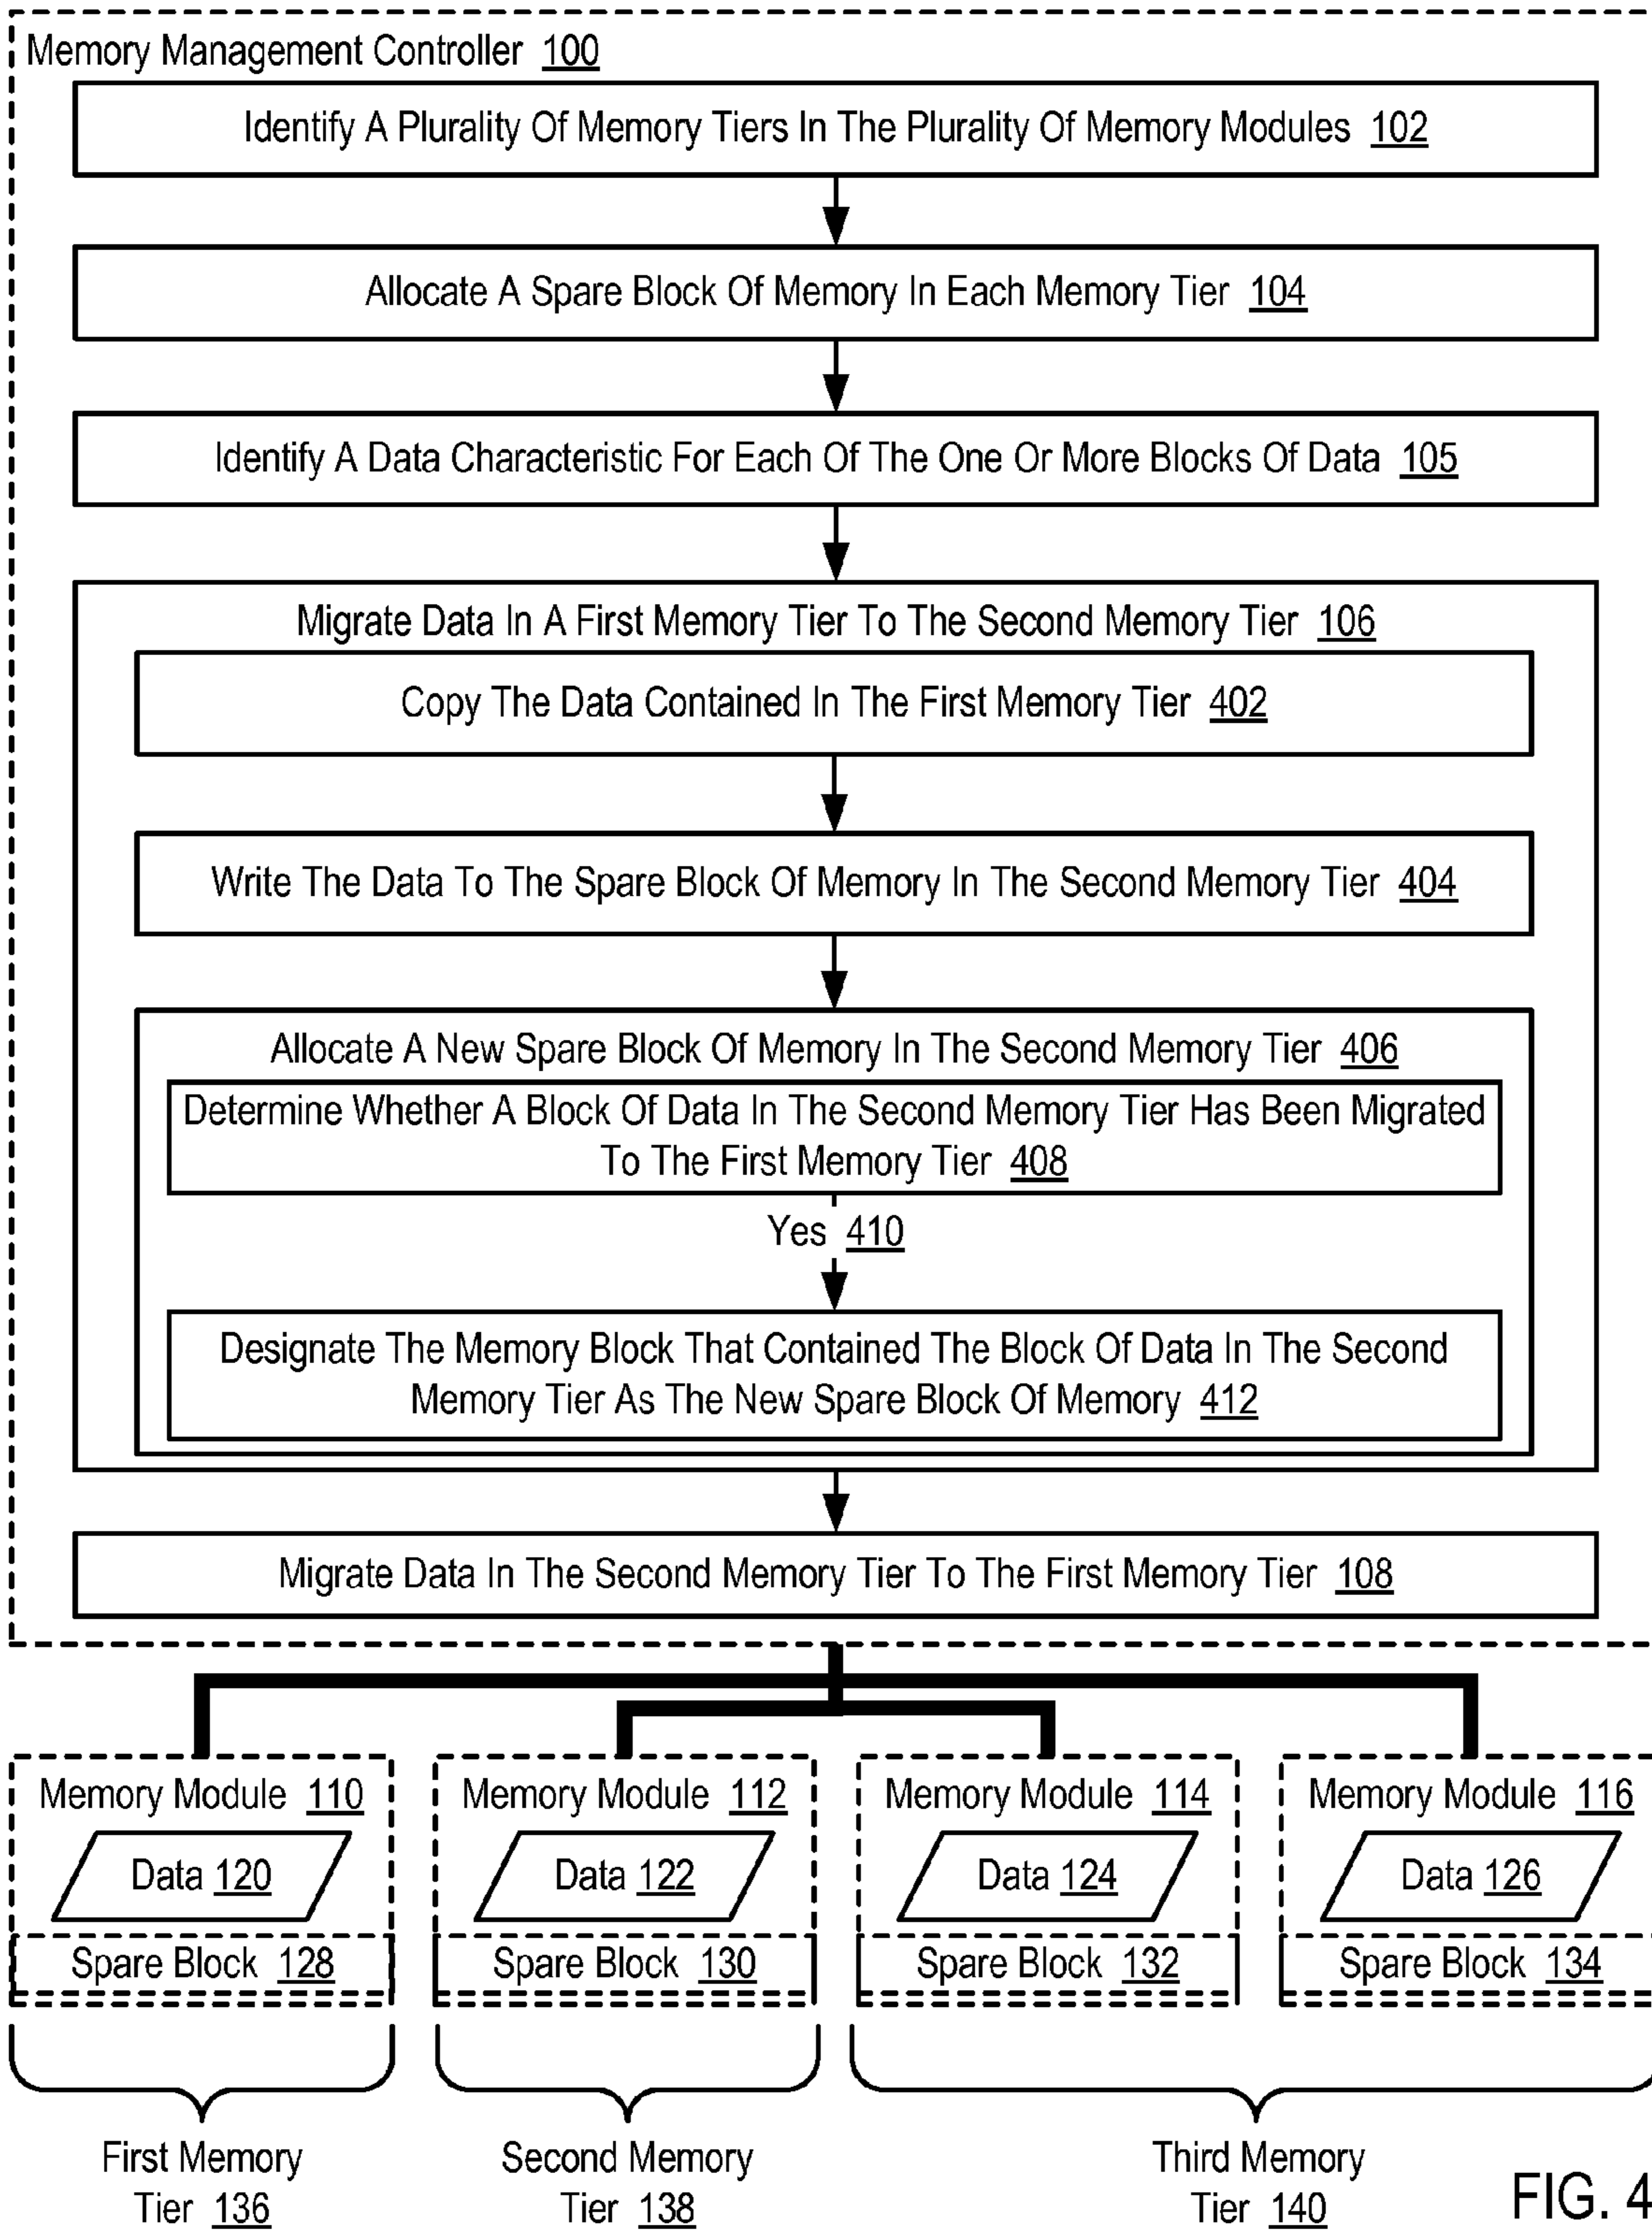 Memory Management Controller 100
Identify A Plurality Of Memory Tiers In The Plurality Of Memory Modules 102
Allocate A Spare Block Of Memory In Each Memory Tier 104
Identify A Data Characteristic For Each Of The One Or More Blocks Of Data 105
Migrate Data In A First Memory Tier To The Second Memory Tier 106
Copy The Data Contained In The First Memory Tier 402
Write The Data To The Spare Block Of Memory In The Second Memory Tier 404
Allocate A New Spare Block Of Memory In The Second Memory Tier 406
Determine Whether A Block Of Data In The Second Memory Tier Has Been Migrated
To The First Memory Tier 408
Yes 410
Designate The Memory Block That Contained The Block Of Data In The Second
Memory Tier As The New Spare Block Of Memory 412
Migrate Data In The Second Memory Tier To The First Memory Tier 108
Memory Module 110
Data 120
Spare Block 128
Memory Module 112
Data 122
Spare Block 130
Memory Module 114
Data 124
Spare Block 132
Memory Module 116
Data 126
Spare Block 134
First Memory
Tier 136
Second Memory
Tier 138
Third Memory
Tier 140
FIG. 4